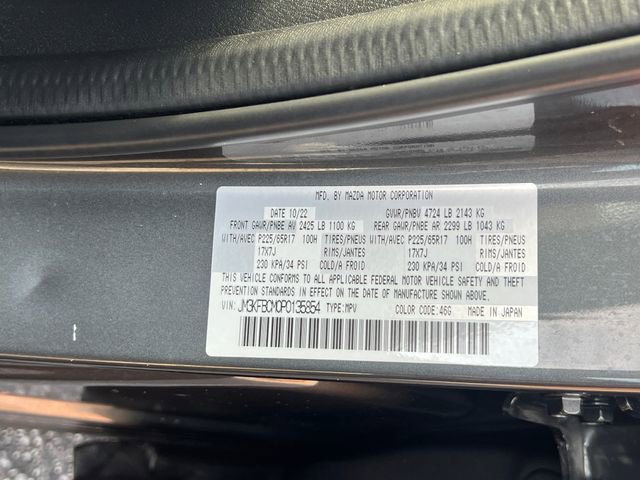 MFD. BY MAZDA MOTOR CORPORATION
DATE 10/22 GVWR/PNBV 4724 LB 2143 KG
FRONT GAWR/PNBE AV 2425 LB 1100 KG REAR GAWR/PNBE AR 2299 LB 1043 KG
WITH/AVEC P225/65R17 100H TIRES/PNEUS WITH/AVEC P225/65R17 100H TIRES/PNEUS
17X7J RIMS/JANTES 17X7J RIMS/JANTES
230 KPA/34 PSI COLD/A FROID 230 KPA/34 PSI COLD/A FROID
THIS VEHICLE CONFORMS TO ALL APPLICABLE FEDERAL MOTOR VEHICLE SAFETY AND BUMPER
STANDARDS IN EFFECT ON THE DATE OF MANUFACTURE SHOWN ABOVE.
VIN: JM3KFBCM0P0135854 TYPE:MPV COLOR CODE:46G MADE IN JAPAN